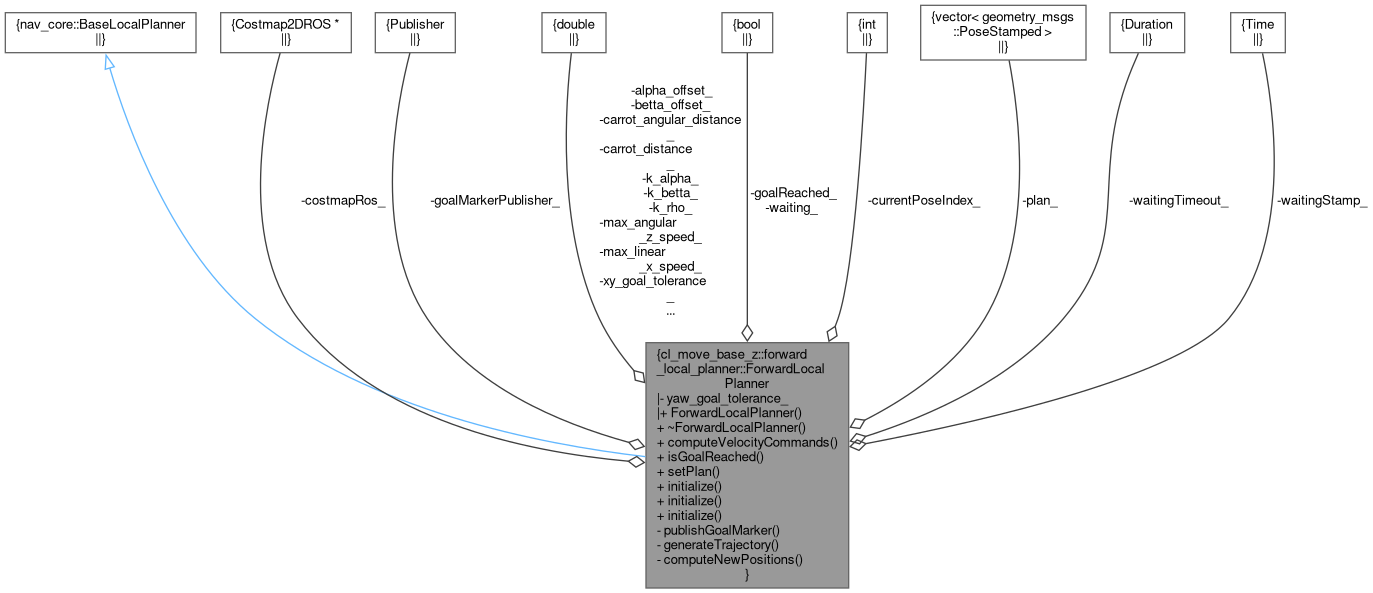 {nav_core::BaseLocalPlanner
||}
{Costmap2DROS *
||}
{Publisher
||}
{double
||}
{bool
||}
{int
||}
{vector< geometry_msgs
::PoseStamped >
||}
{Duration
||}
{Time
||}
-costmapRos_
-goalMarkerPublisher_
-alpha_offset_
-betta_offset_
-carrot_angular_distance
_
-carrot_distance
_
-k_alpha_
-k_betta_
-k_rho_
-max_angular
_z_speed_
-max_linear
_x_speed_
-xy_goal_tolerance
_
...
-goalReached_
-waiting_
-currentPoseIndex_
-plan_
-waitingTimeout_
-waitingStamp_
{cl_move_base_z::forward
_local_planner::ForwardLocal
Planner
|- yaw_goal_tolerance_
|+ ForwardLocalPlanner()
+ ~ForwardLocalPlanner()
+ computeVelocityCommands()
+ isGoalReached()
+ setPlan()
+ initialize()
+ initialize()
+ initialize()
- publishGoalMarker()
- generateTrajectory()
- computeNewPositions()
}